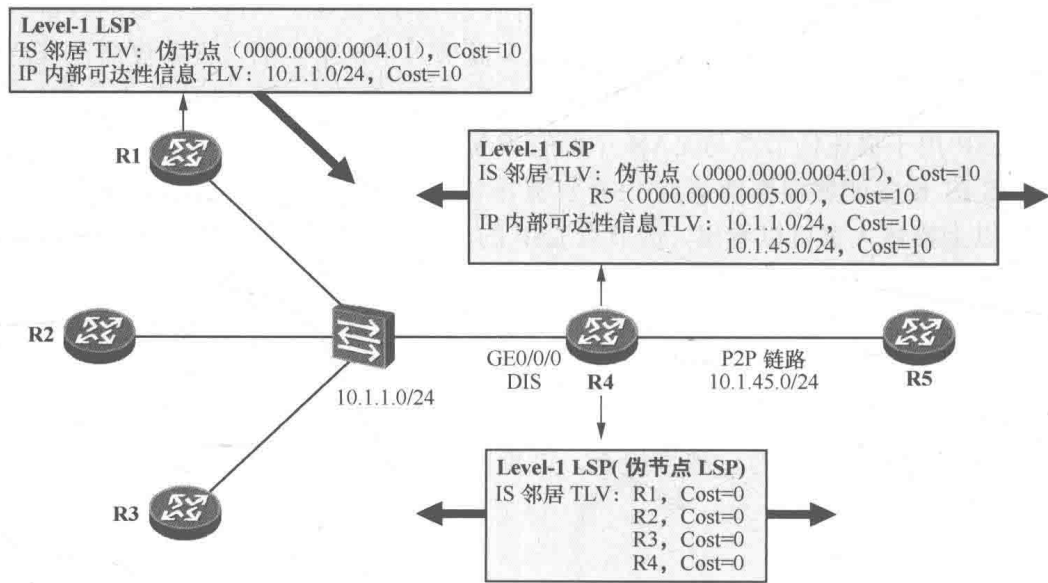 Level-1 LSP
IS 邻居 TLV：伪节点（0000.0000.0004.01），Cost=10
IP 内部可达性信息 TLV：10.1.1.0/24，Cost=10
R1
Level-1 LSP
IS 邻居TLV：伪节点（0000.0000.0004.01），Cost=10
R5（0000.0000.0005.00），Cost=10
IP 内部可达性信息TLV：10.1.1.0/24，Cost=10
10.1.45.0/24，Cost=10
R2
10.1.1.0/24
GE0/0/0
DIS
R4
P2P 链路
10.1.45.0/24
R5
R3
Level-1 LSP( 伪节点 LSP)
IS 邻居 TLV：R1，Cost=0
R2，Cost=0
R3，Cost=0
R4，Cost=0